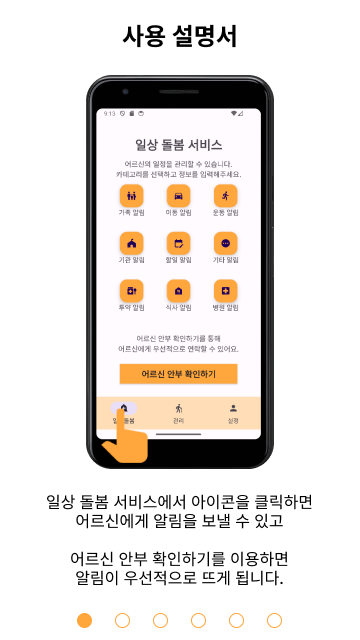 사용 설명서
9:13
일상 돌봄 서비스
어르신의 일정을 관리할 수 있습니다.
카테고리를 선택하고 정보를 입력해주세요.
가족 알림 이동 알림 운동 알림
기관 알림 할일 알림 기타 알림
투약 알림 식사 알림 병원 알림
어르신 안부 확인하기를 통해
어르신에게 우선적으로 연락할 수 있어요.
어르신 안부 확인하기
돌봄 관리 설정
일상 돌봄 서비스에서 아이콘을 클릭하면
어르신에게 알림을 보낼 수 있고
어르신 안부 확인하기를 이용하면
알림이 우선적으로 뜨게 됩니다.